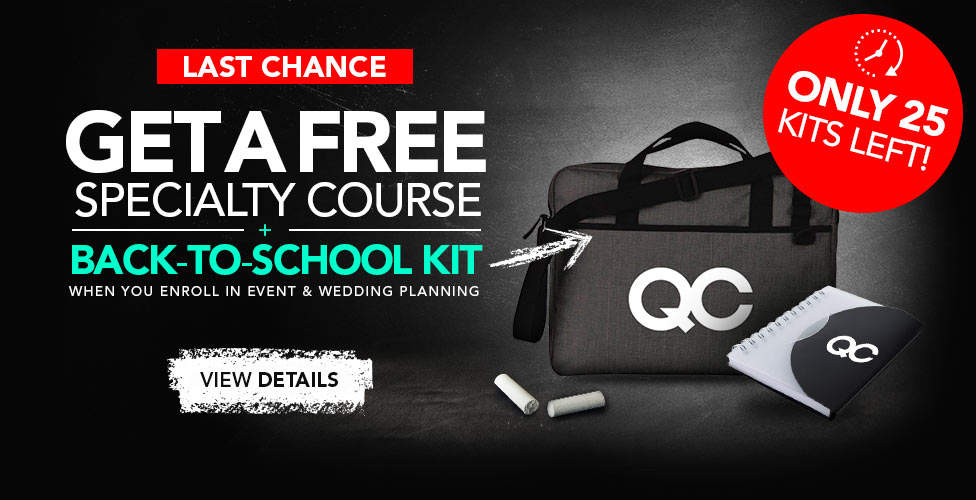 LAST CHANCE
GET A FREE
SPECIALTY COURSE
+
BACK-TO-SCHOOL KIT
WHEN YOU ENROLL IN EVENT & WEDDING PLANNING
VIEW DETAILS
ONLY 25
KITS LEFT!
QC
QC